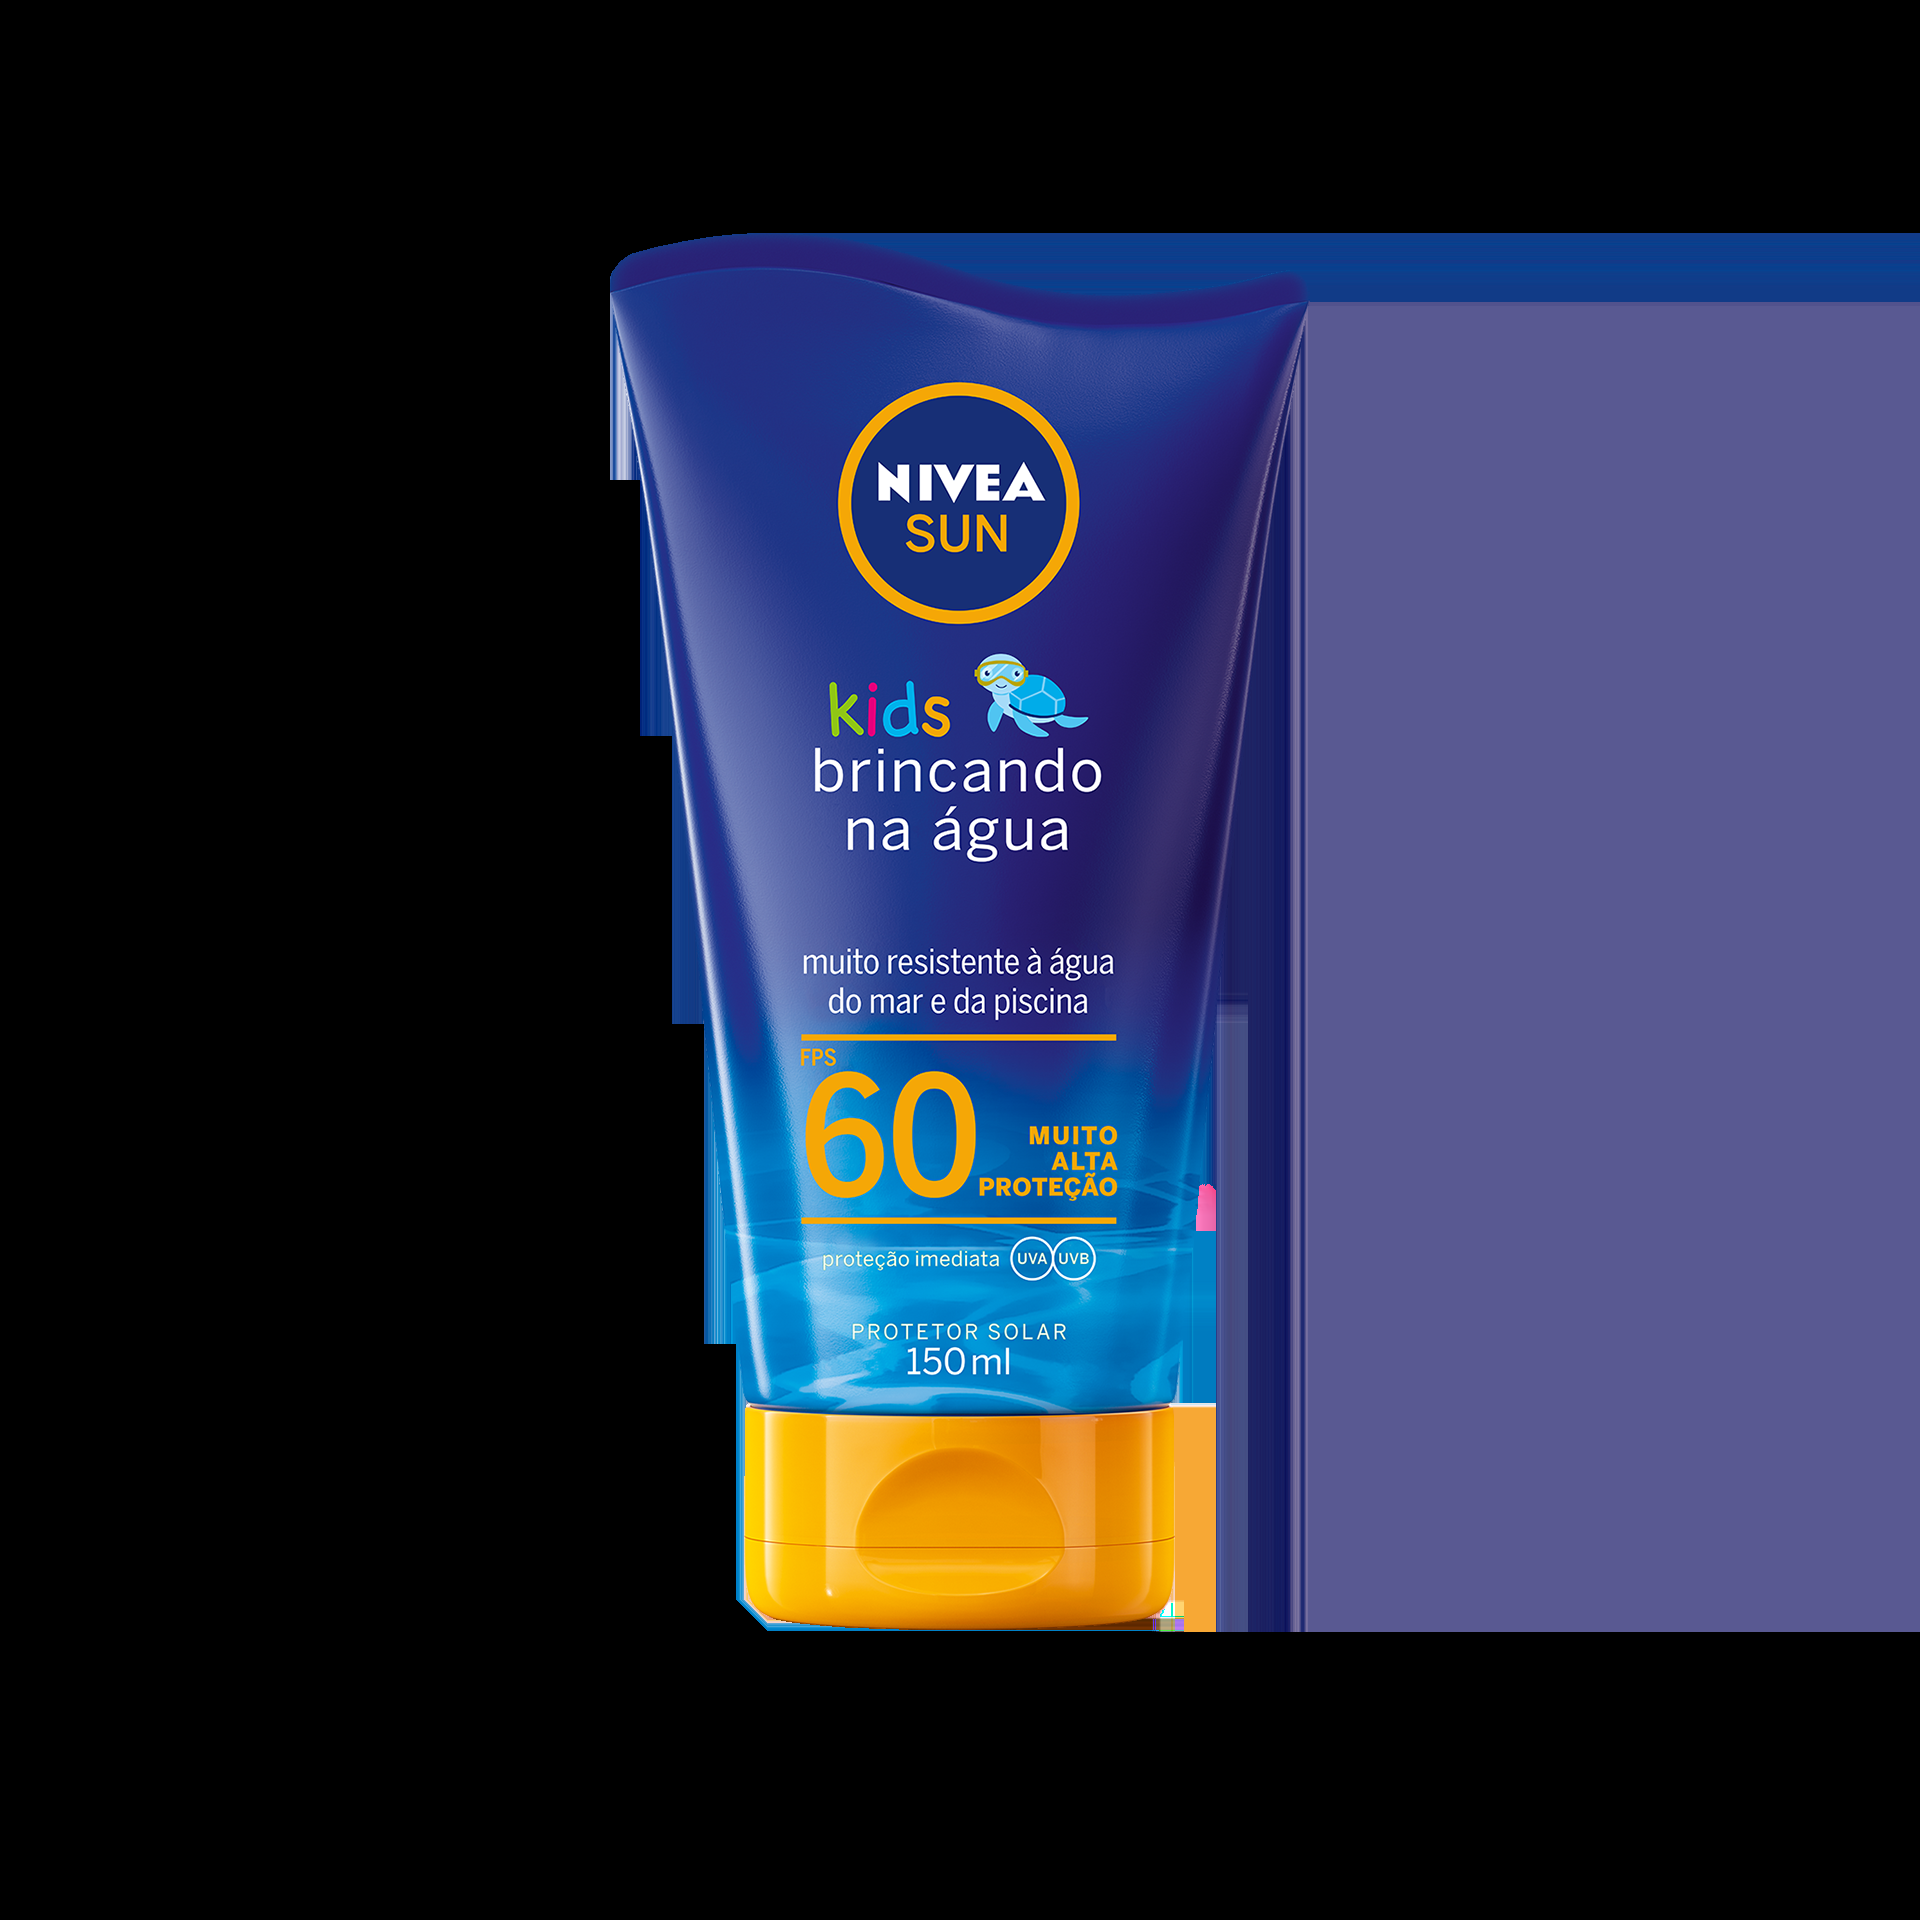 NIVEA
SUN
kids
brincando
na água
muito resistente à água
do mar e da piscina
FPS
60
MUITO
ALTA
PROTEÇÃO
proteção imediata UVA UVB
PROTETOR SOLAR
150ml